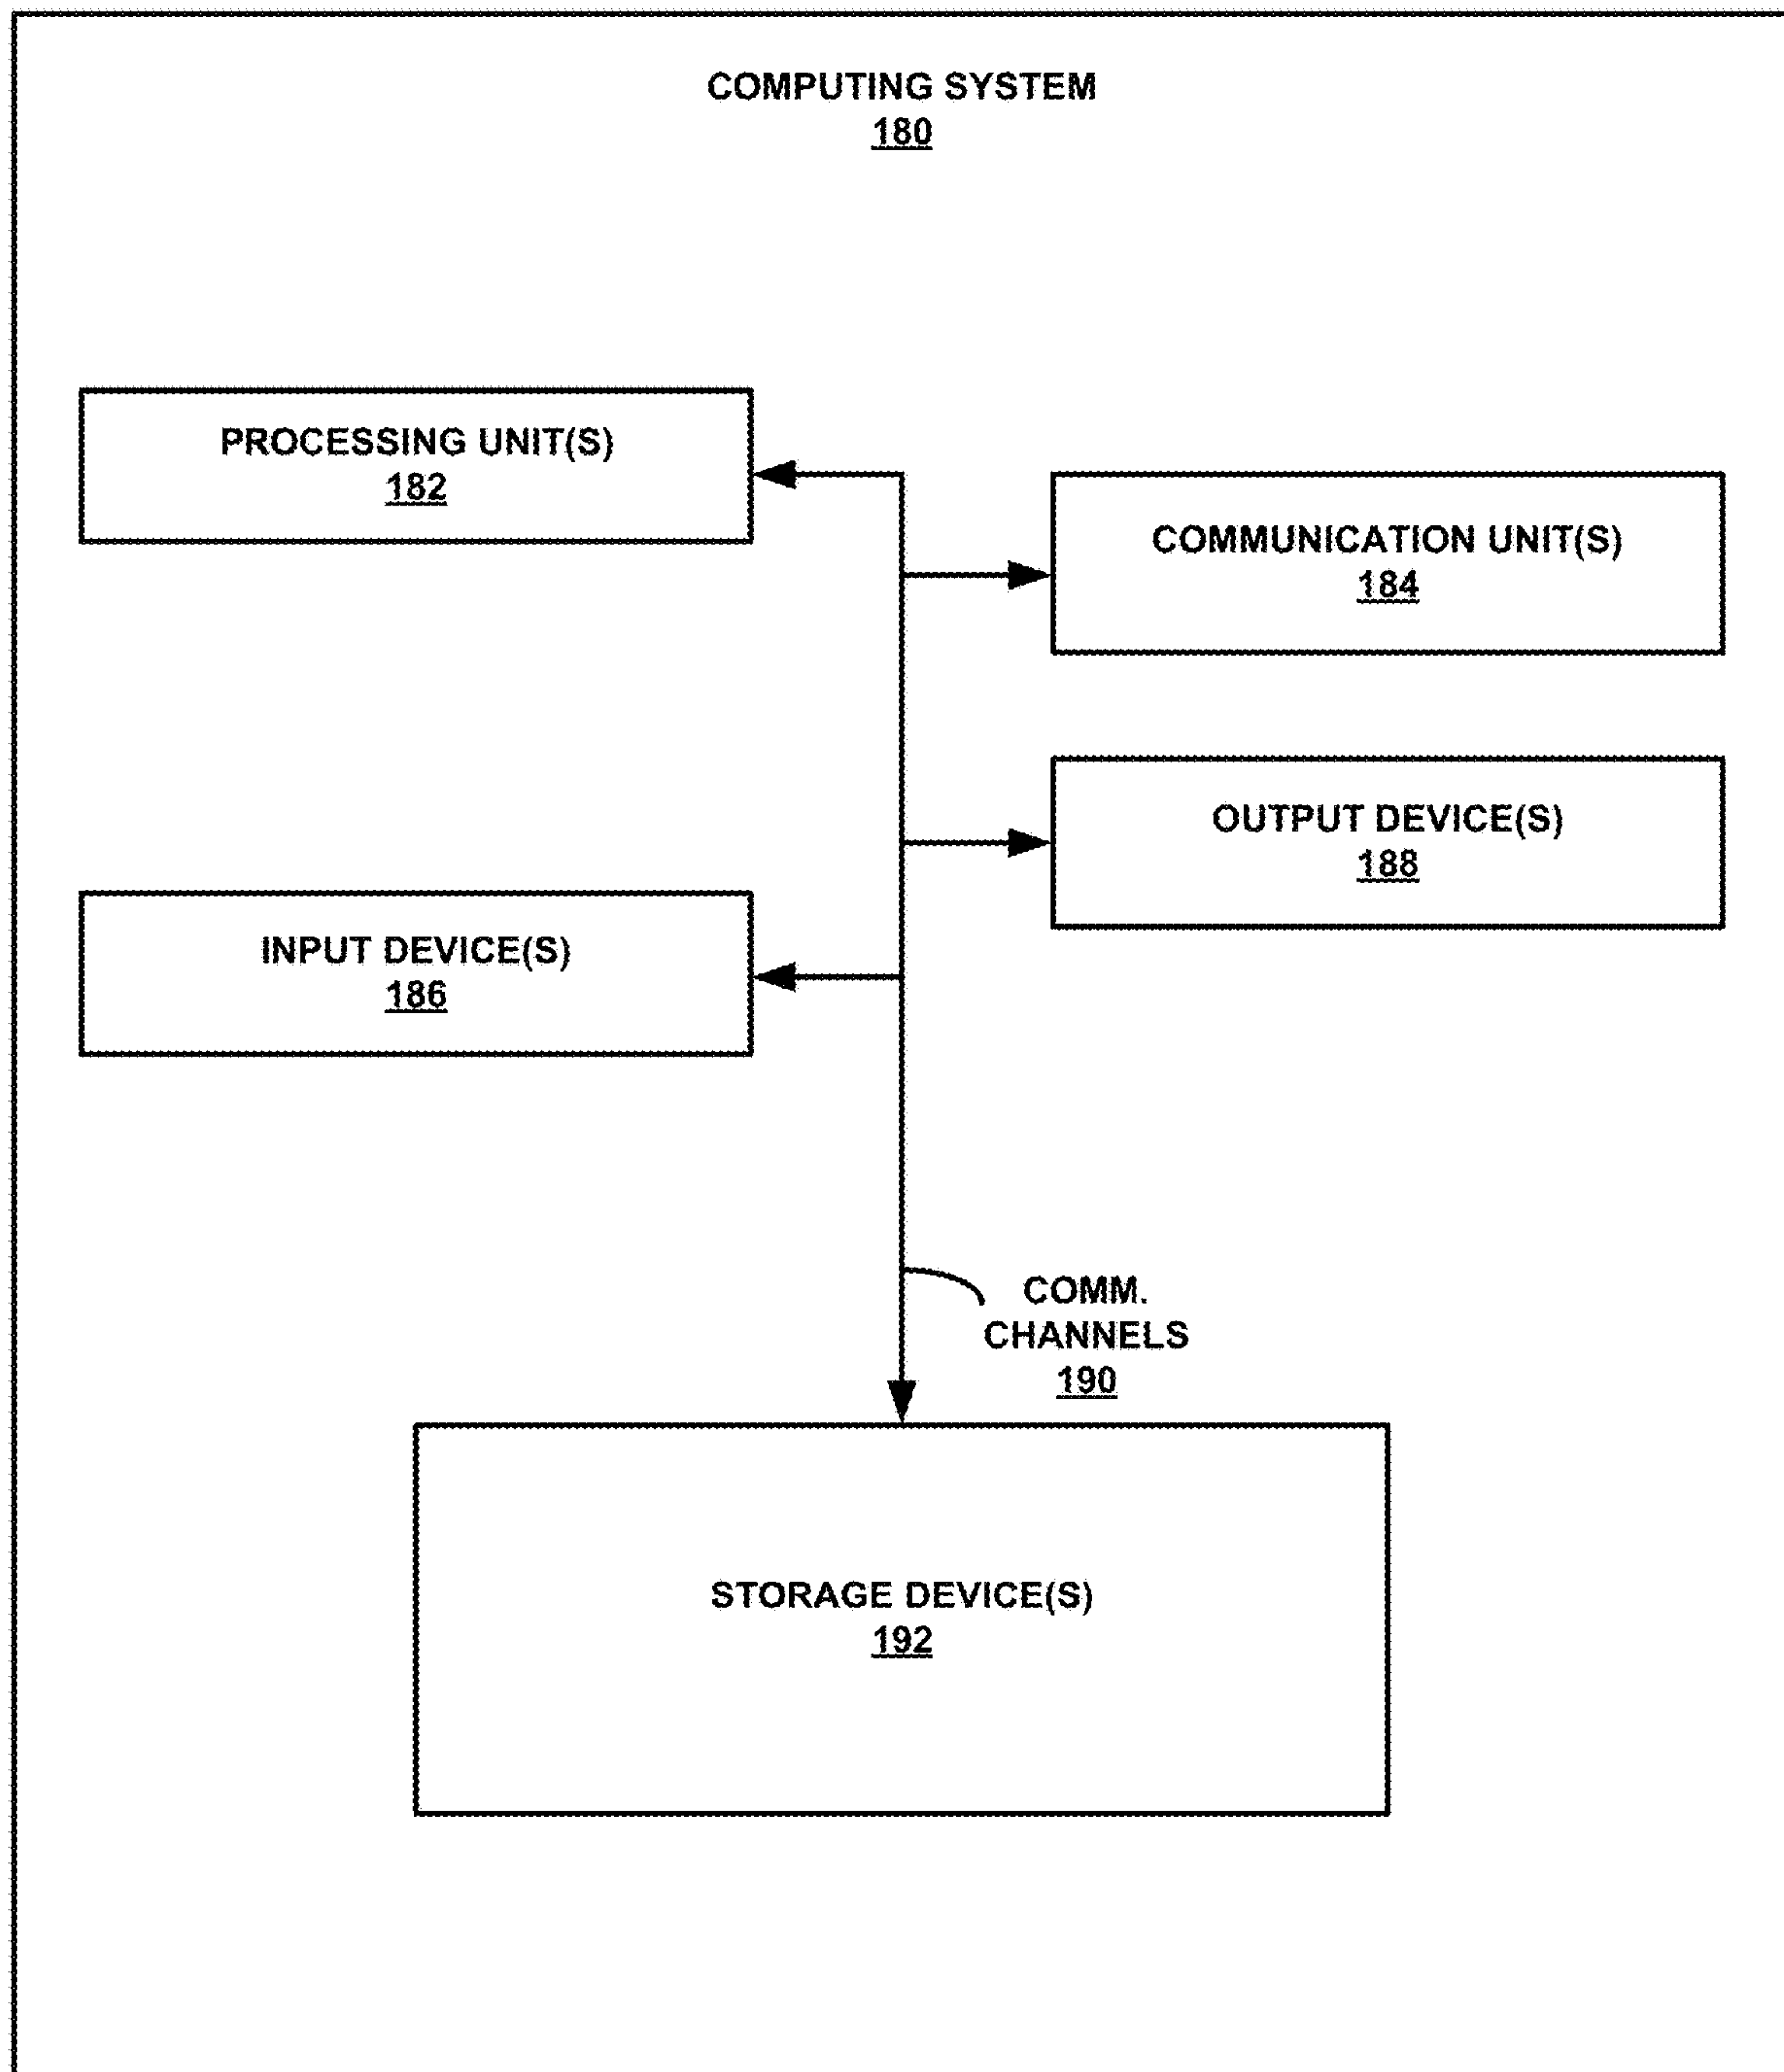 COMPUTING SYSTEM
180
PROCESSING UNIT(S)
182
COMMUNICATION UNIT(S)
184
OUTPUT DEVICE(S)
188
INPUT DEVICE(S)
186
COMM.
CHANNELS
190
STORAGE DEVICE(S)
192